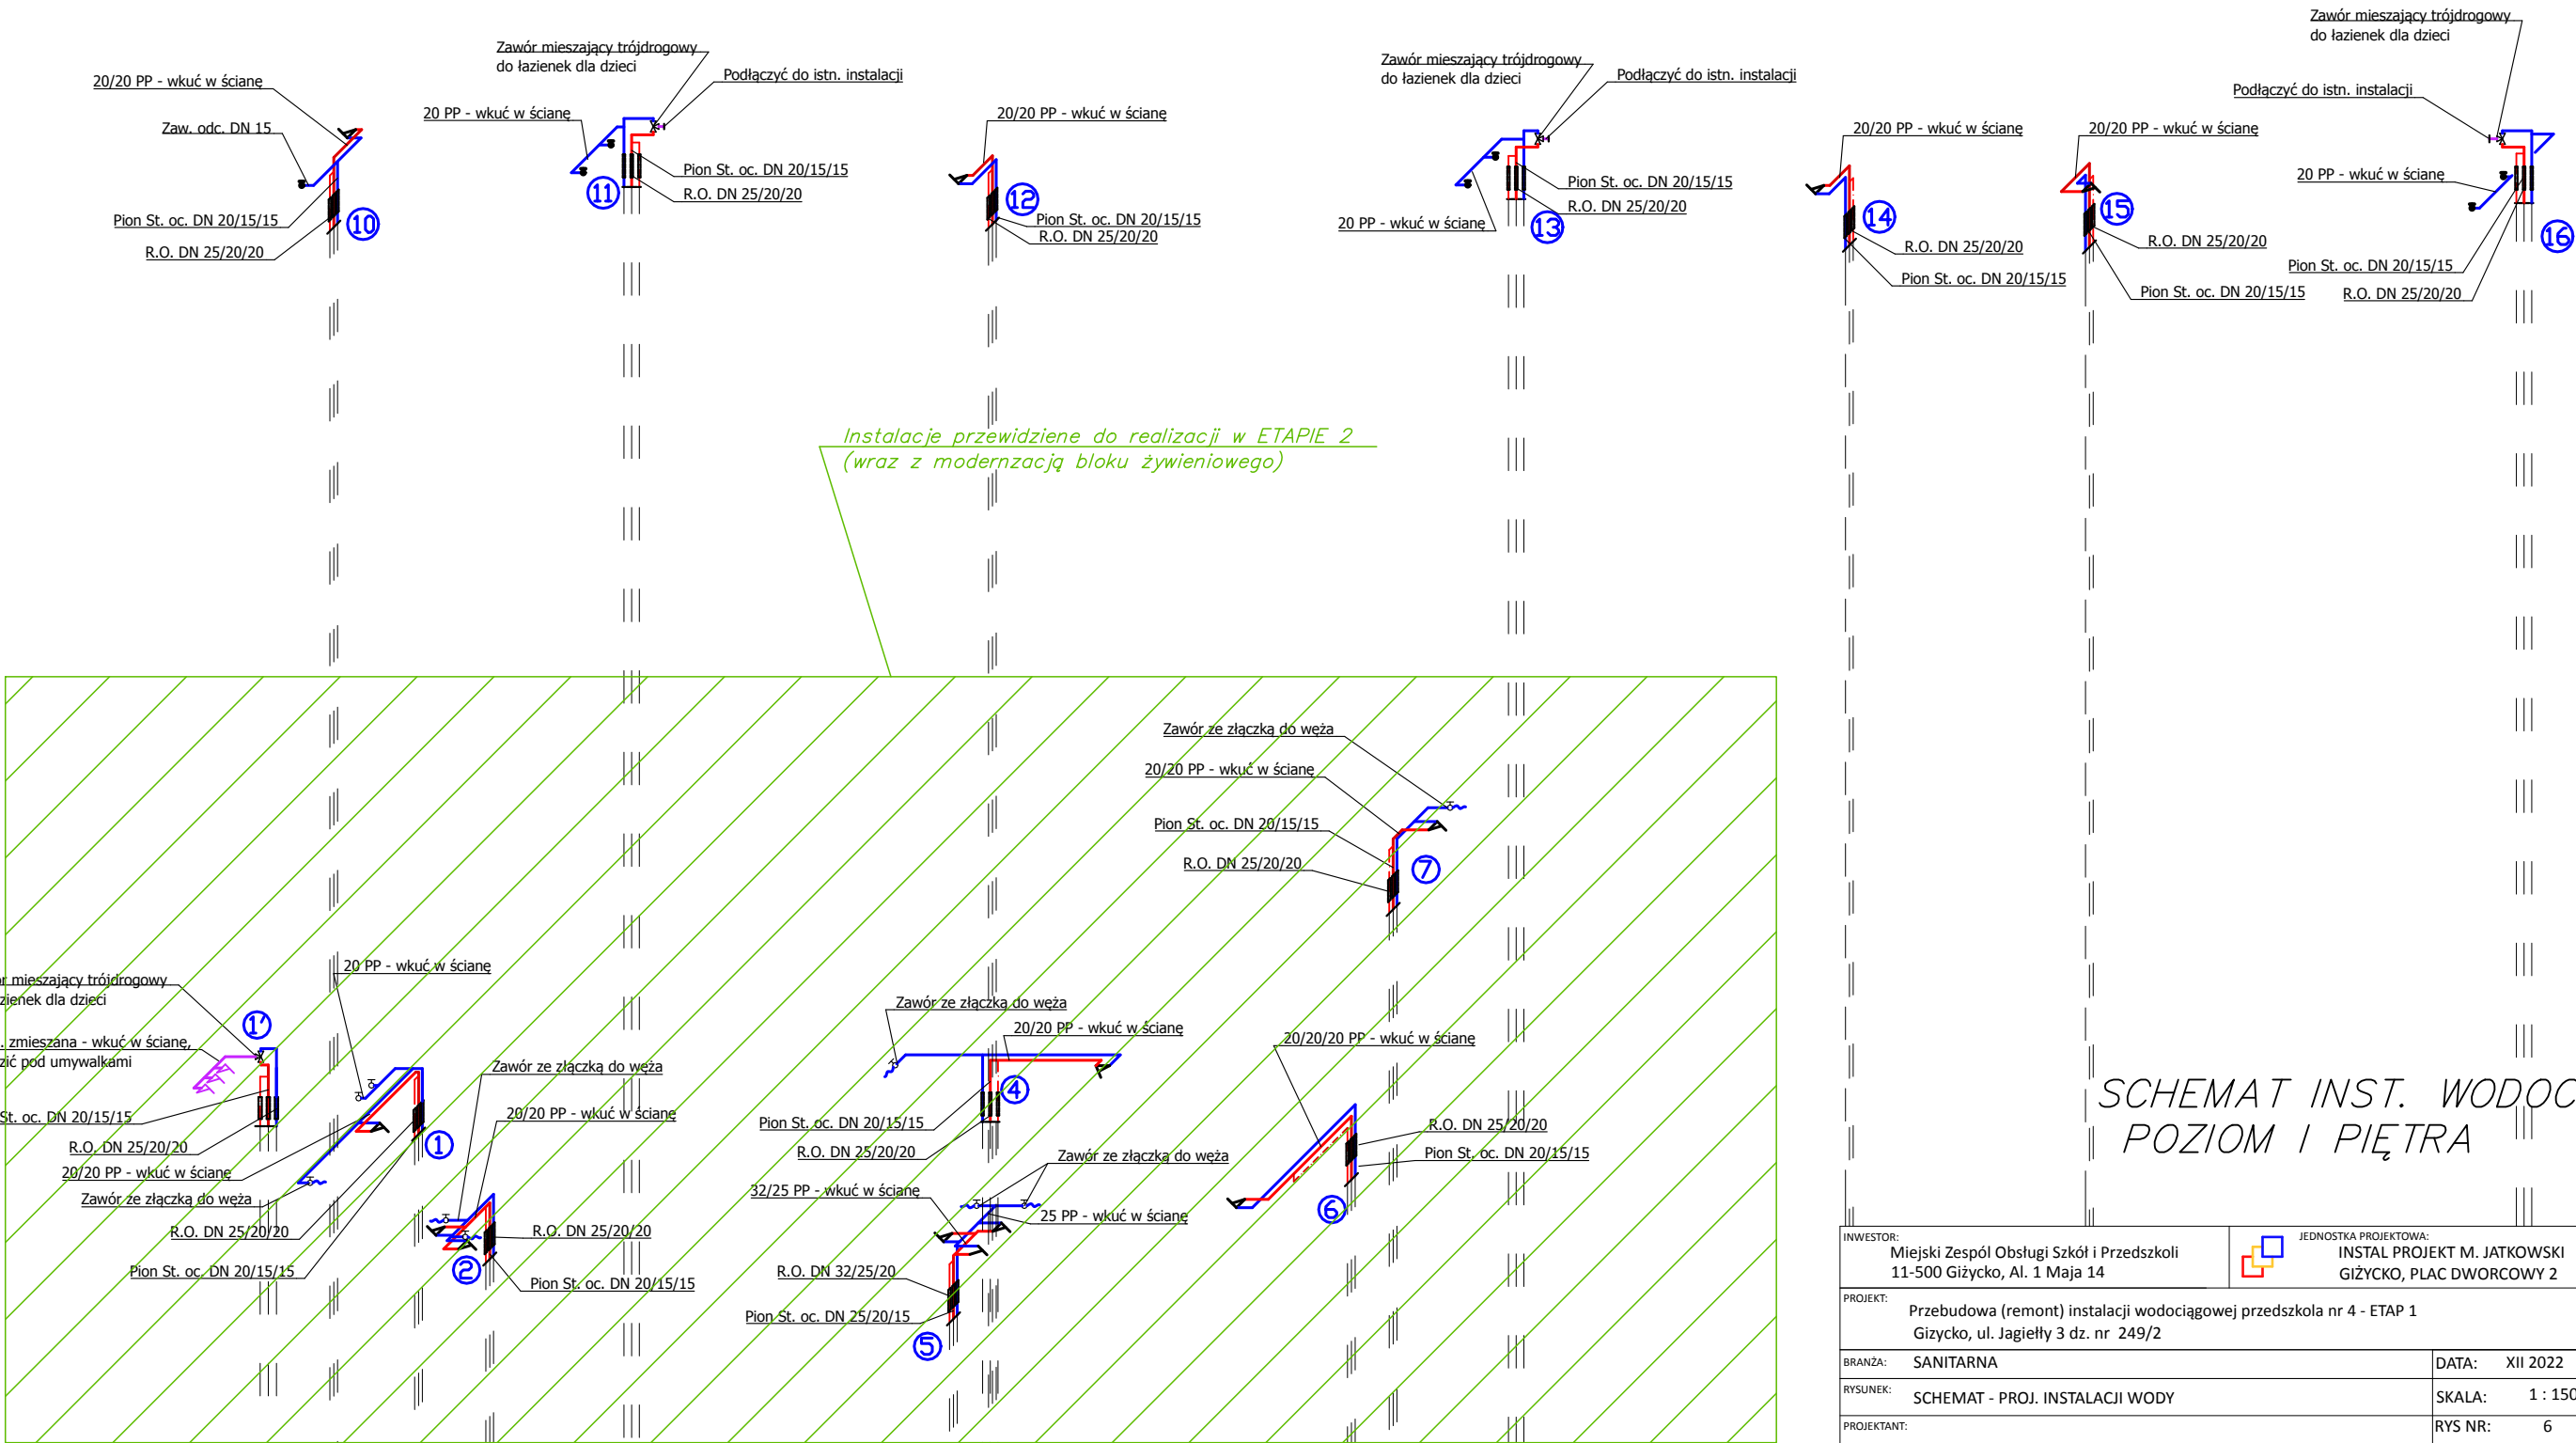 Zawór mieszający trójdrogowy
do łazienek dla dzieci
20/20 PP - wkuć w ścianę
Zaw. odc. DN 15
Pion St. oc. DN 20/15/15
R.O. DN 25/20/20
10
Podłączyć do istn. instalacji
20 PP - wkuć w ścianę
Pion St. oc. DN 20/15/15
R.O. DN 25/20/20
11
20/20 PP - wkuć w ścianę
12
Pion St. oc. DN 20/15/15
R.O. DN 25/20/20
Zawór mieszający trójdrogowy
do łazienek dla dzieci
Podłączyć do istn. instalacji
Pion St. oc. DN 20/15/15
R.O. DN 25/20/20
20 PP - wkuć w ścianę
13
20/20 PP - wkuć w ścianę
14
R.O. DN 25/20/20
Pion St. oc. DN 20/15/15
20/20 PP - wkuć w ścianę
15
R.O. DN 25/20/20
Pion St. oc. DN 20/15/15
Zawór mieszający trójdrogowy
do łazienek dla dzieci
Podłączyć do istn. instalacji
20 PP - wkuć w ścianę
16
Pion St. oc. DN 20/15/15
R.O. DN 25/20/20
Instalacje przewidziene do realizacji w ETAPIE 2
(wraz z modernzacją bloku żywieniowego)
Zawór ze złączką do węża
20/20 PP - wkuć w ścianę
Pion St. oc. DN 20/15/15
R.O. DN 25/20/20
7
mieszający trójdrogowy
dla dzieci
20 PP - wkuć w ścianę
1'
zmieszana - wkuć w ścianę,
pod umywalkami
St. oc. DN 20/15/15
R.O. DN 25/20/20
20/20 PP - wkuć w ścianę
Zawór ze złączką do węża
R.O. DN 25/20/20
Pion St. oc. DN 20/15/15
1
Zawór ze złączką do węża
20/20 PP - wkuć w ścianę
R.O. DN 25/20/20
2
Pion St. oc. DN 20/15/15
Zawór ze złączką do węża
20/20 PP - wkuć w ścianę
4
Pion St. oc. DN 20/15/15
R.O. DN 25/20/20
Zawór ze złączką do węża
32/25 PP - wkuć w ścianę
25 PP - wkuć w ścianę
R.O. DN 32/25/20
Pion St. oc. DN 25/20/15
5
20/20/20 PP - wkuć w ścianę
R.O. DN 25/20/20
Pion St. oc. DN 20/15/15
6
SCHEMAT INST. WODOC
POZIOM I PIĘTRA
INWESTOR:
Miejski Zespól Obsługi Szkół i Przedszkoli
11-500 Giżycko, Al. 1 Maja 14
JEDNOSTKA PROJEKTOWA:
INSTAL PROJEKT M. JATKOWSKI
GIŻYCKO, PLAC DWORCOWY 2
PROJEKT:
Przebudowa (remont) instalacji wodociągowej przedszkola nr 4 - ETAP 1
Gizycko, ul. Jagiełły 3 dz. nr 249/2
BRANŻA: SANITARNA
DATA: XII 2022
RYSUNEK: SCHEMAT - PROJ. INSTALACJI WODY
SKALA: 1 : 150
PROJEKTANT:
RYS NR: 6